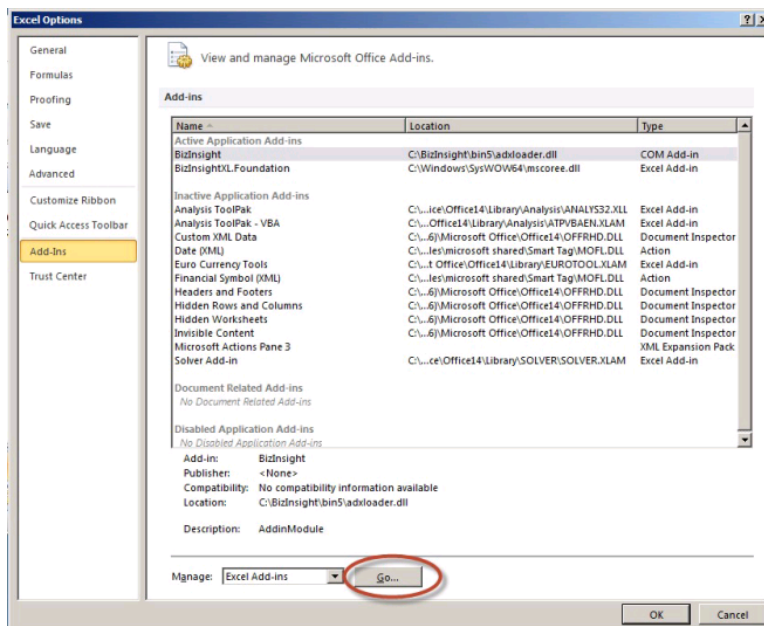 Excel Options
General
Formulas
Proofing
Save
Language
Advanced
Customize Ribbon
Quick Access Toolbar
Add-Ins
Trust Center
View and manage Microsoft Office Add-ins.
Add-ins
Name Location Type
Active Application Add-ins
BizInsight C:\BizInsight\bin5\adxloader.dll COM Add-in
BizInsightXL.Foundation C:\Windows\SysWOW64\mscoree.dll Excel Add-in
Inactive Application Add-ins
Analysis ToolPak C:\...ice\Office14\Library\Analysis\ANALYS32.XLL Excel Add-in
Analysis ToolPak - VBA C:\...Office14\Library\Analysis\ATPVBAEN.XLAM Excel Add-in
Custom XML Data C:\...6)\Microsoft Office\Office14\OFFRHD.DLL Document Inspector
Date (XML) C:\...les\microsoft shared\Smart Tag\MOFL.DLL Action
Euro Currency Tools C:\...t Office\Office14\Library\EUROTOOL.XLAM Excel Add-in
Financial Symbol (XML) C:\...les\microsoft shared\Smart Tag\MOFL.DLL Action
Headers and Footers C:\...6)\Microsoft Office\Office14\OFFRHD.DLL Document Inspector
Hidden Rows and Columns C:\...6)\Microsoft Office\Office14\OFFRHD.DLL Document Inspector
Hidden Worksheets C:\...6)\Microsoft Office\Office14\OFFRHD.DLL Document Inspector
Invisible Content C:\...6)\Microsoft Office\Office14\OFFRHD.DLL Document Inspector
Microsoft Actions Pane 3 XML Expansion Pack
Solver Add-in C:\...ce\Office14\Library\SOLVER\SOLVER.XLAM Excel Add-in
Document Related Add-ins
No Document Related Add-ins
Disabled Application Add-ins
No Disabled Application Add-ins
Add-in: BizInsight
Publisher: <None>
Compatibility: No compatibility information available
Location: C:\BizInsight\bin5\adxloader.dll
Description: AddinModule
Manage: Excel Add-ins Go...
OK Cancel